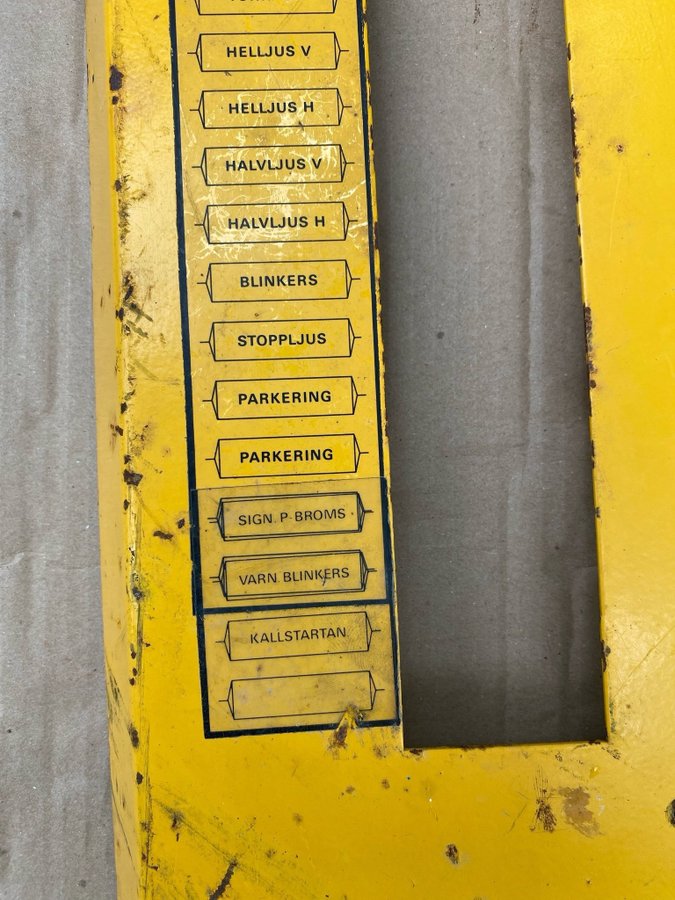 HELLJUS V
HELLJUS H
HALVLJUS V
HALVLJUS H
BLINKERS
STOPPLJUS
PARKERING
PARKERING
SIGN. P-BROMS
VARN. BLINKERS
KALLSTARTAN